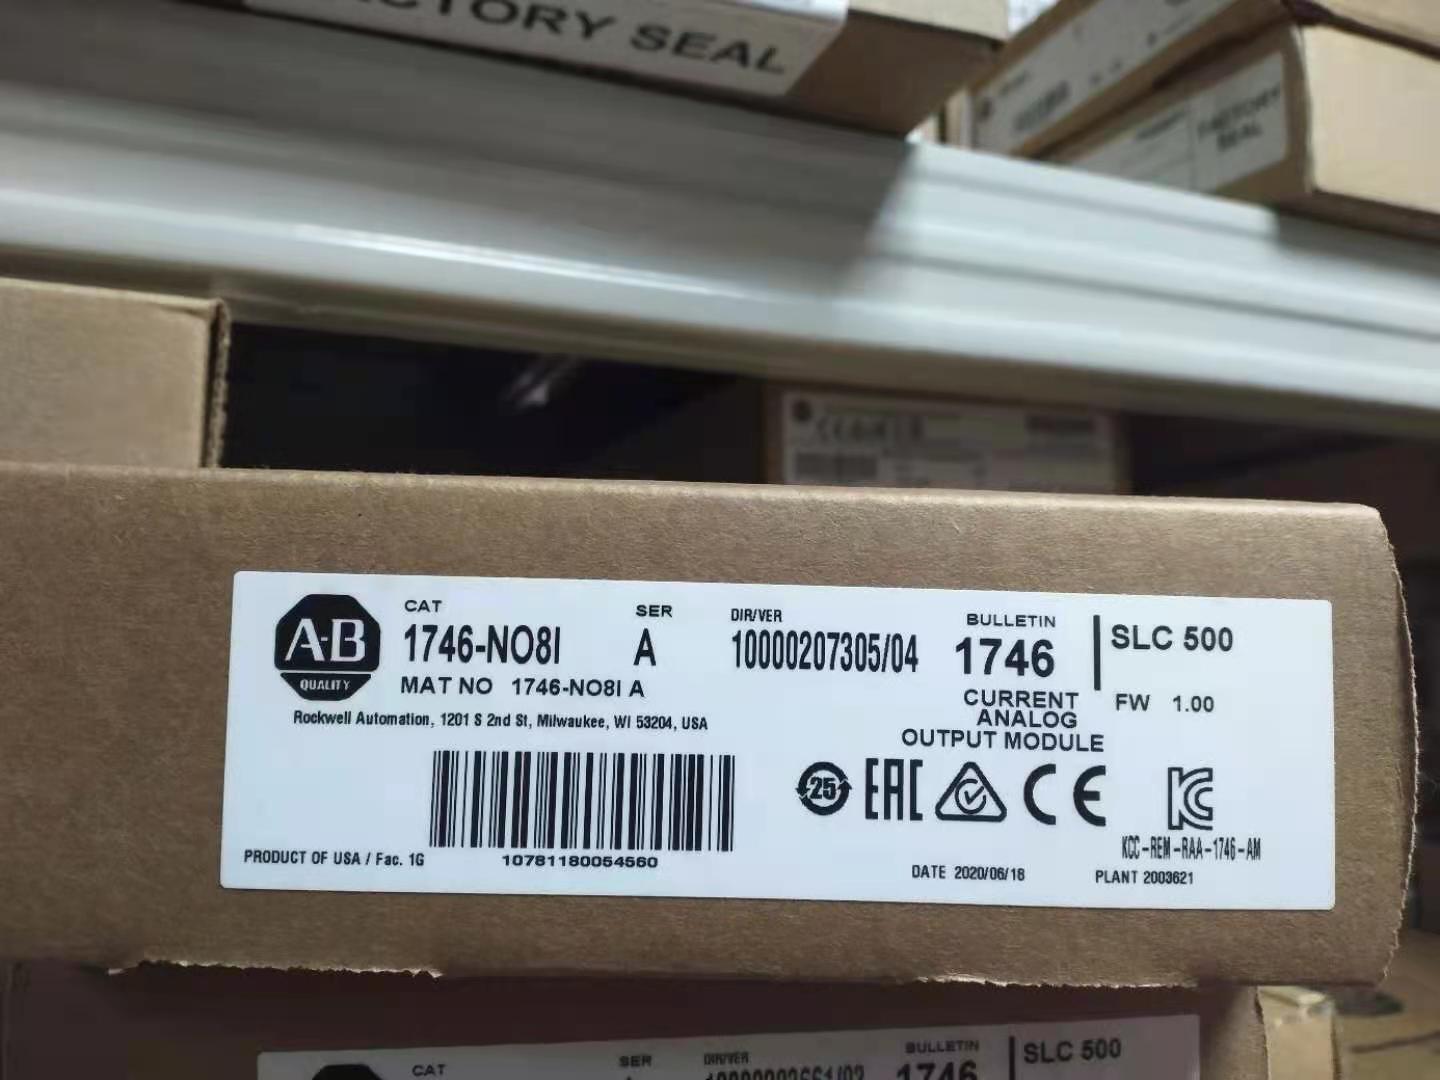 FACTORY SEAL
FACTORY
SEAL
A-B
QUALITY
CAT
1746-NO8I
SER
A
DIR/VER
10000207305/04
BULLETIN
1746
SLC 500
MAT NO 1746-NO8I A
CURRENT
ANALOG
OUTPUT MODULE
FW 1.00
Rockwell Automation, 1201 S 2nd St, Milwaukee, WI 53204, USA
25
EAC
CE
KC
KCC-REM-RAA-1746-AM
10781180054560
PRODUCT OF USA / Fac. 1G
DATE 2020/06/18
PLANT 2003621
CAT
SER
DIR/VER
BULLETIN
1746
SLC 500